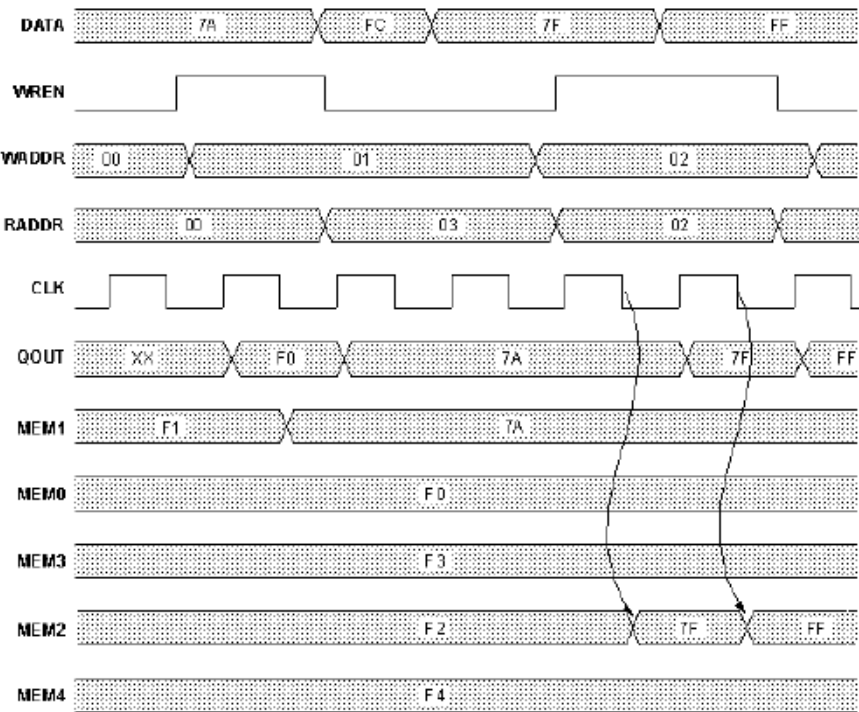 DATA 7A FC 7F FF
WREN
WADDR 00 01 02
RADDR 00 03 02
CLK
QOUT XX F0 7A 7F FF
MEM1 F1 7A
MEM0 F0
MEM3 F3
MEM2 F2 7F FF
MEM4 F4